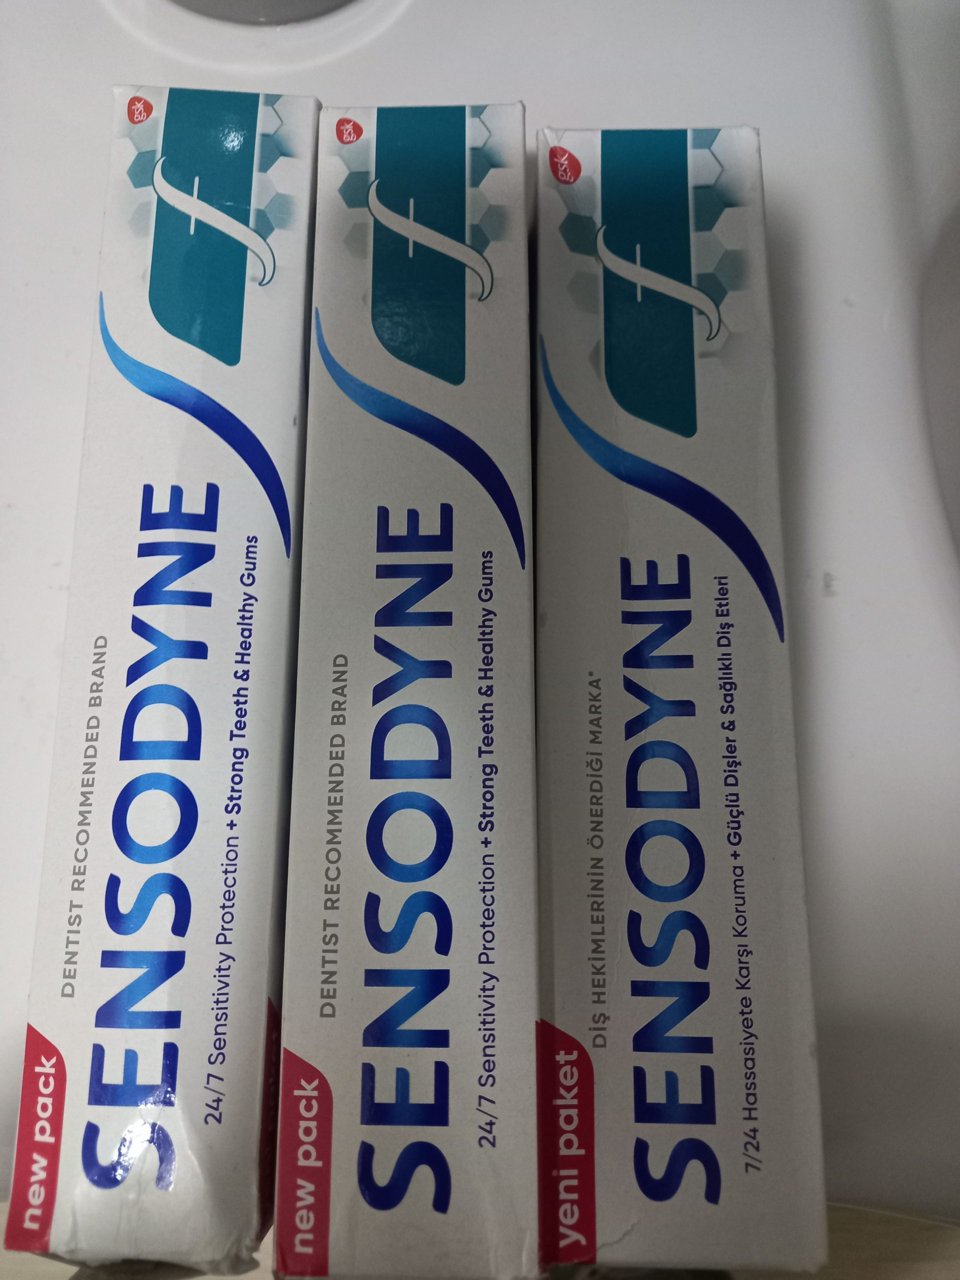 gsk
DENTIST RECOMMENDED BRAND
SENSODYNE
24/7 Sensitivity Protection + Strong Teeth & Healthy Gums
new pack
gsk
DENTIST RECOMMENDED BRAND
SENSODYNE
24/7 Sensitivity Protection + Strong Teeth & Healthy Gums
new pack
gsk
DİŞ HEKİMLERİNİN ÖNERDİĞİ MARKA*
SENSODYNE
7/24 Hassasiyete Karşı Koruma + Güçlü Dişler & Sağlıklı Diş Etleri
yeni paket